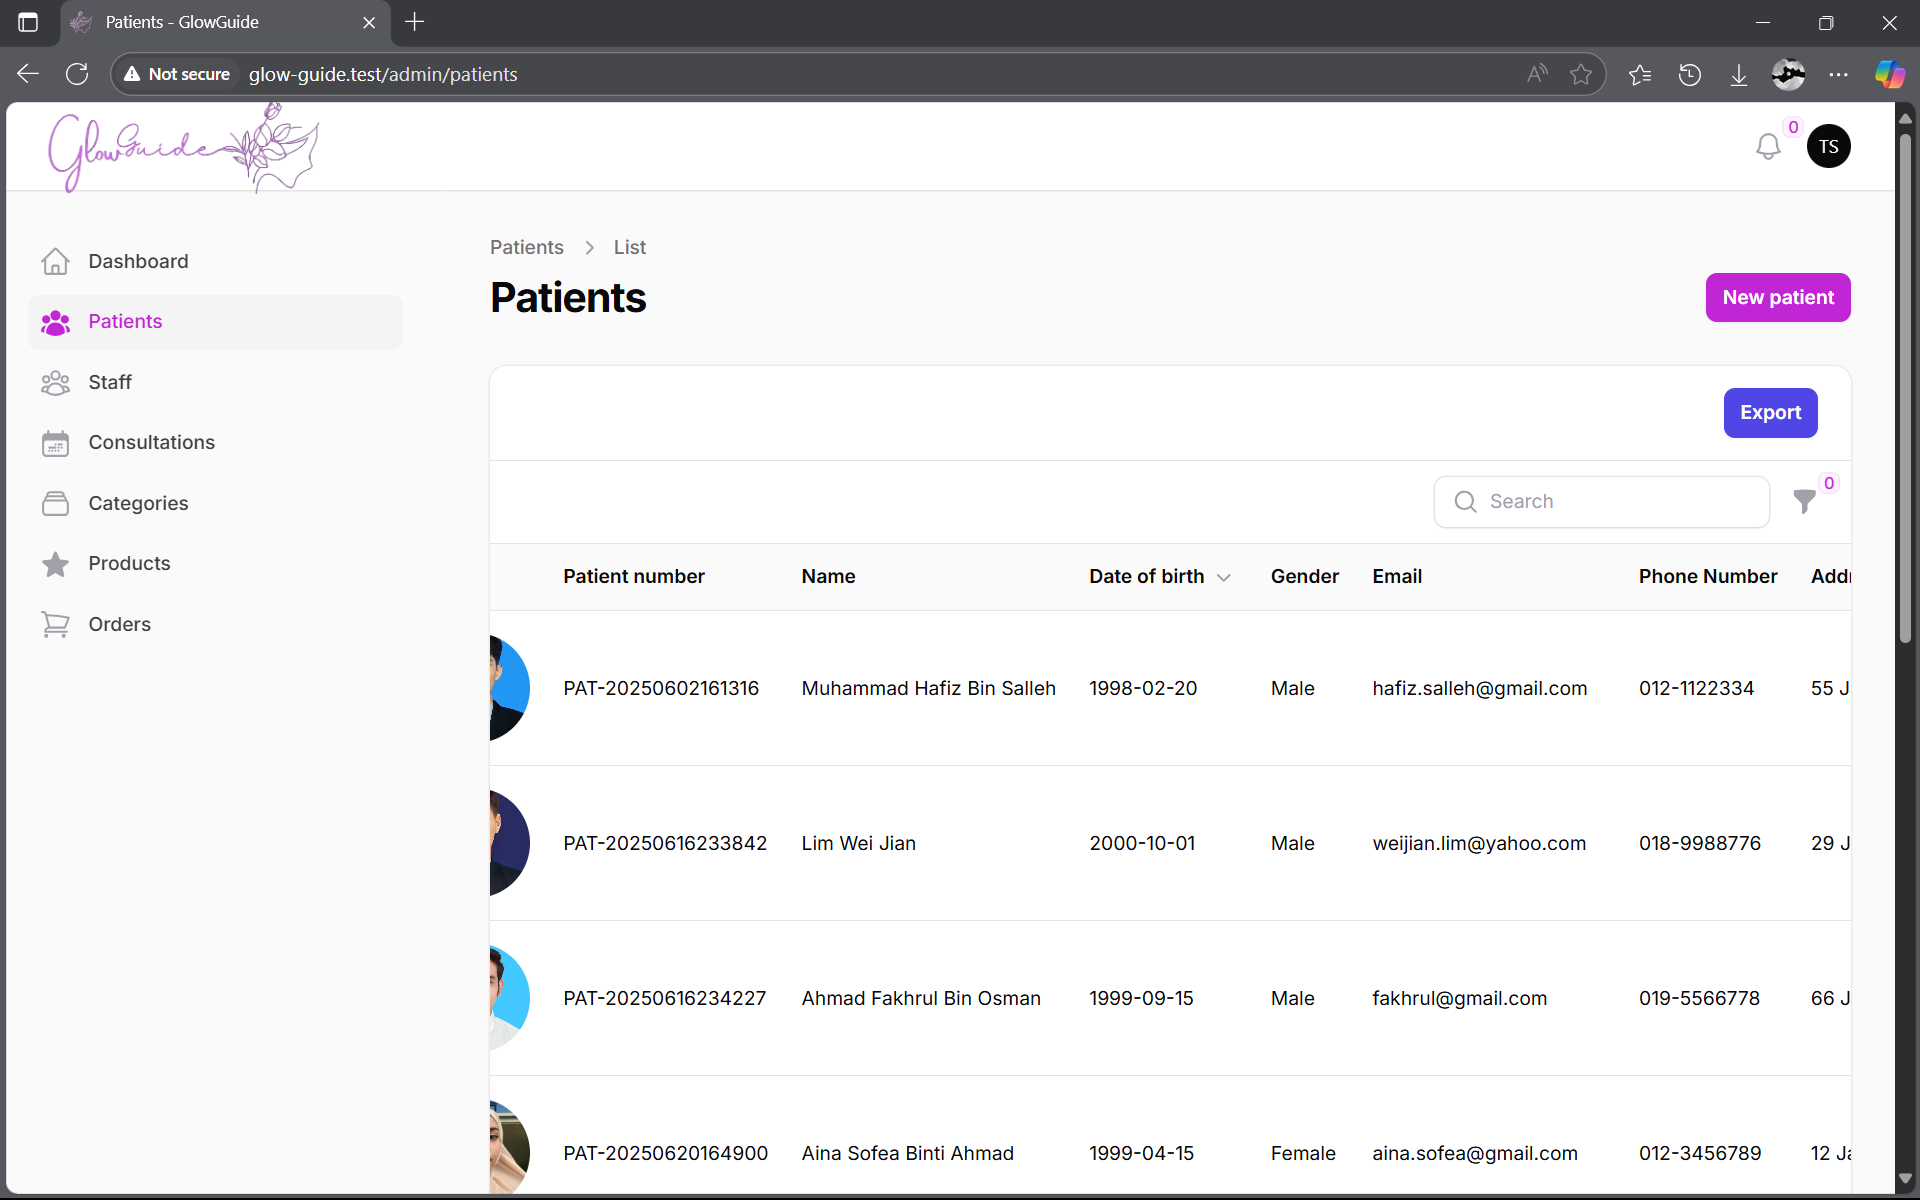 Patients - GlowGuide
Not secure glow-guide.test/admin/patients
GlowGuide
0
TS
Dashboard
Patients
Staff
Consultations
Categories
Products
Orders
Patients > List
Patients
New patient
Export
Search
0
Patient number Name Date of birth Gender Email Phone Number Addr
PAT-20250602161316 Muhammad Hafiz Bin Salleh 1998-02-20 Male hafiz.salleh@gmail.com 012-1122334 55 J
PAT-20250616233842 Lim Wei Jian 2000-10-01 Male weijian.lim@yahoo.com 018-9988776 29 J
PAT-20250616234227 Ahmad Fakhrul Bin Osman 1999-09-15 Male fakhrul@gmail.com 019-5566778 66 J
PAT-20250620164900 Aina Sofea Binti Ahmad 1999-04-15 Female aina.sofea@gmail.com 012-3456789 12 Ja